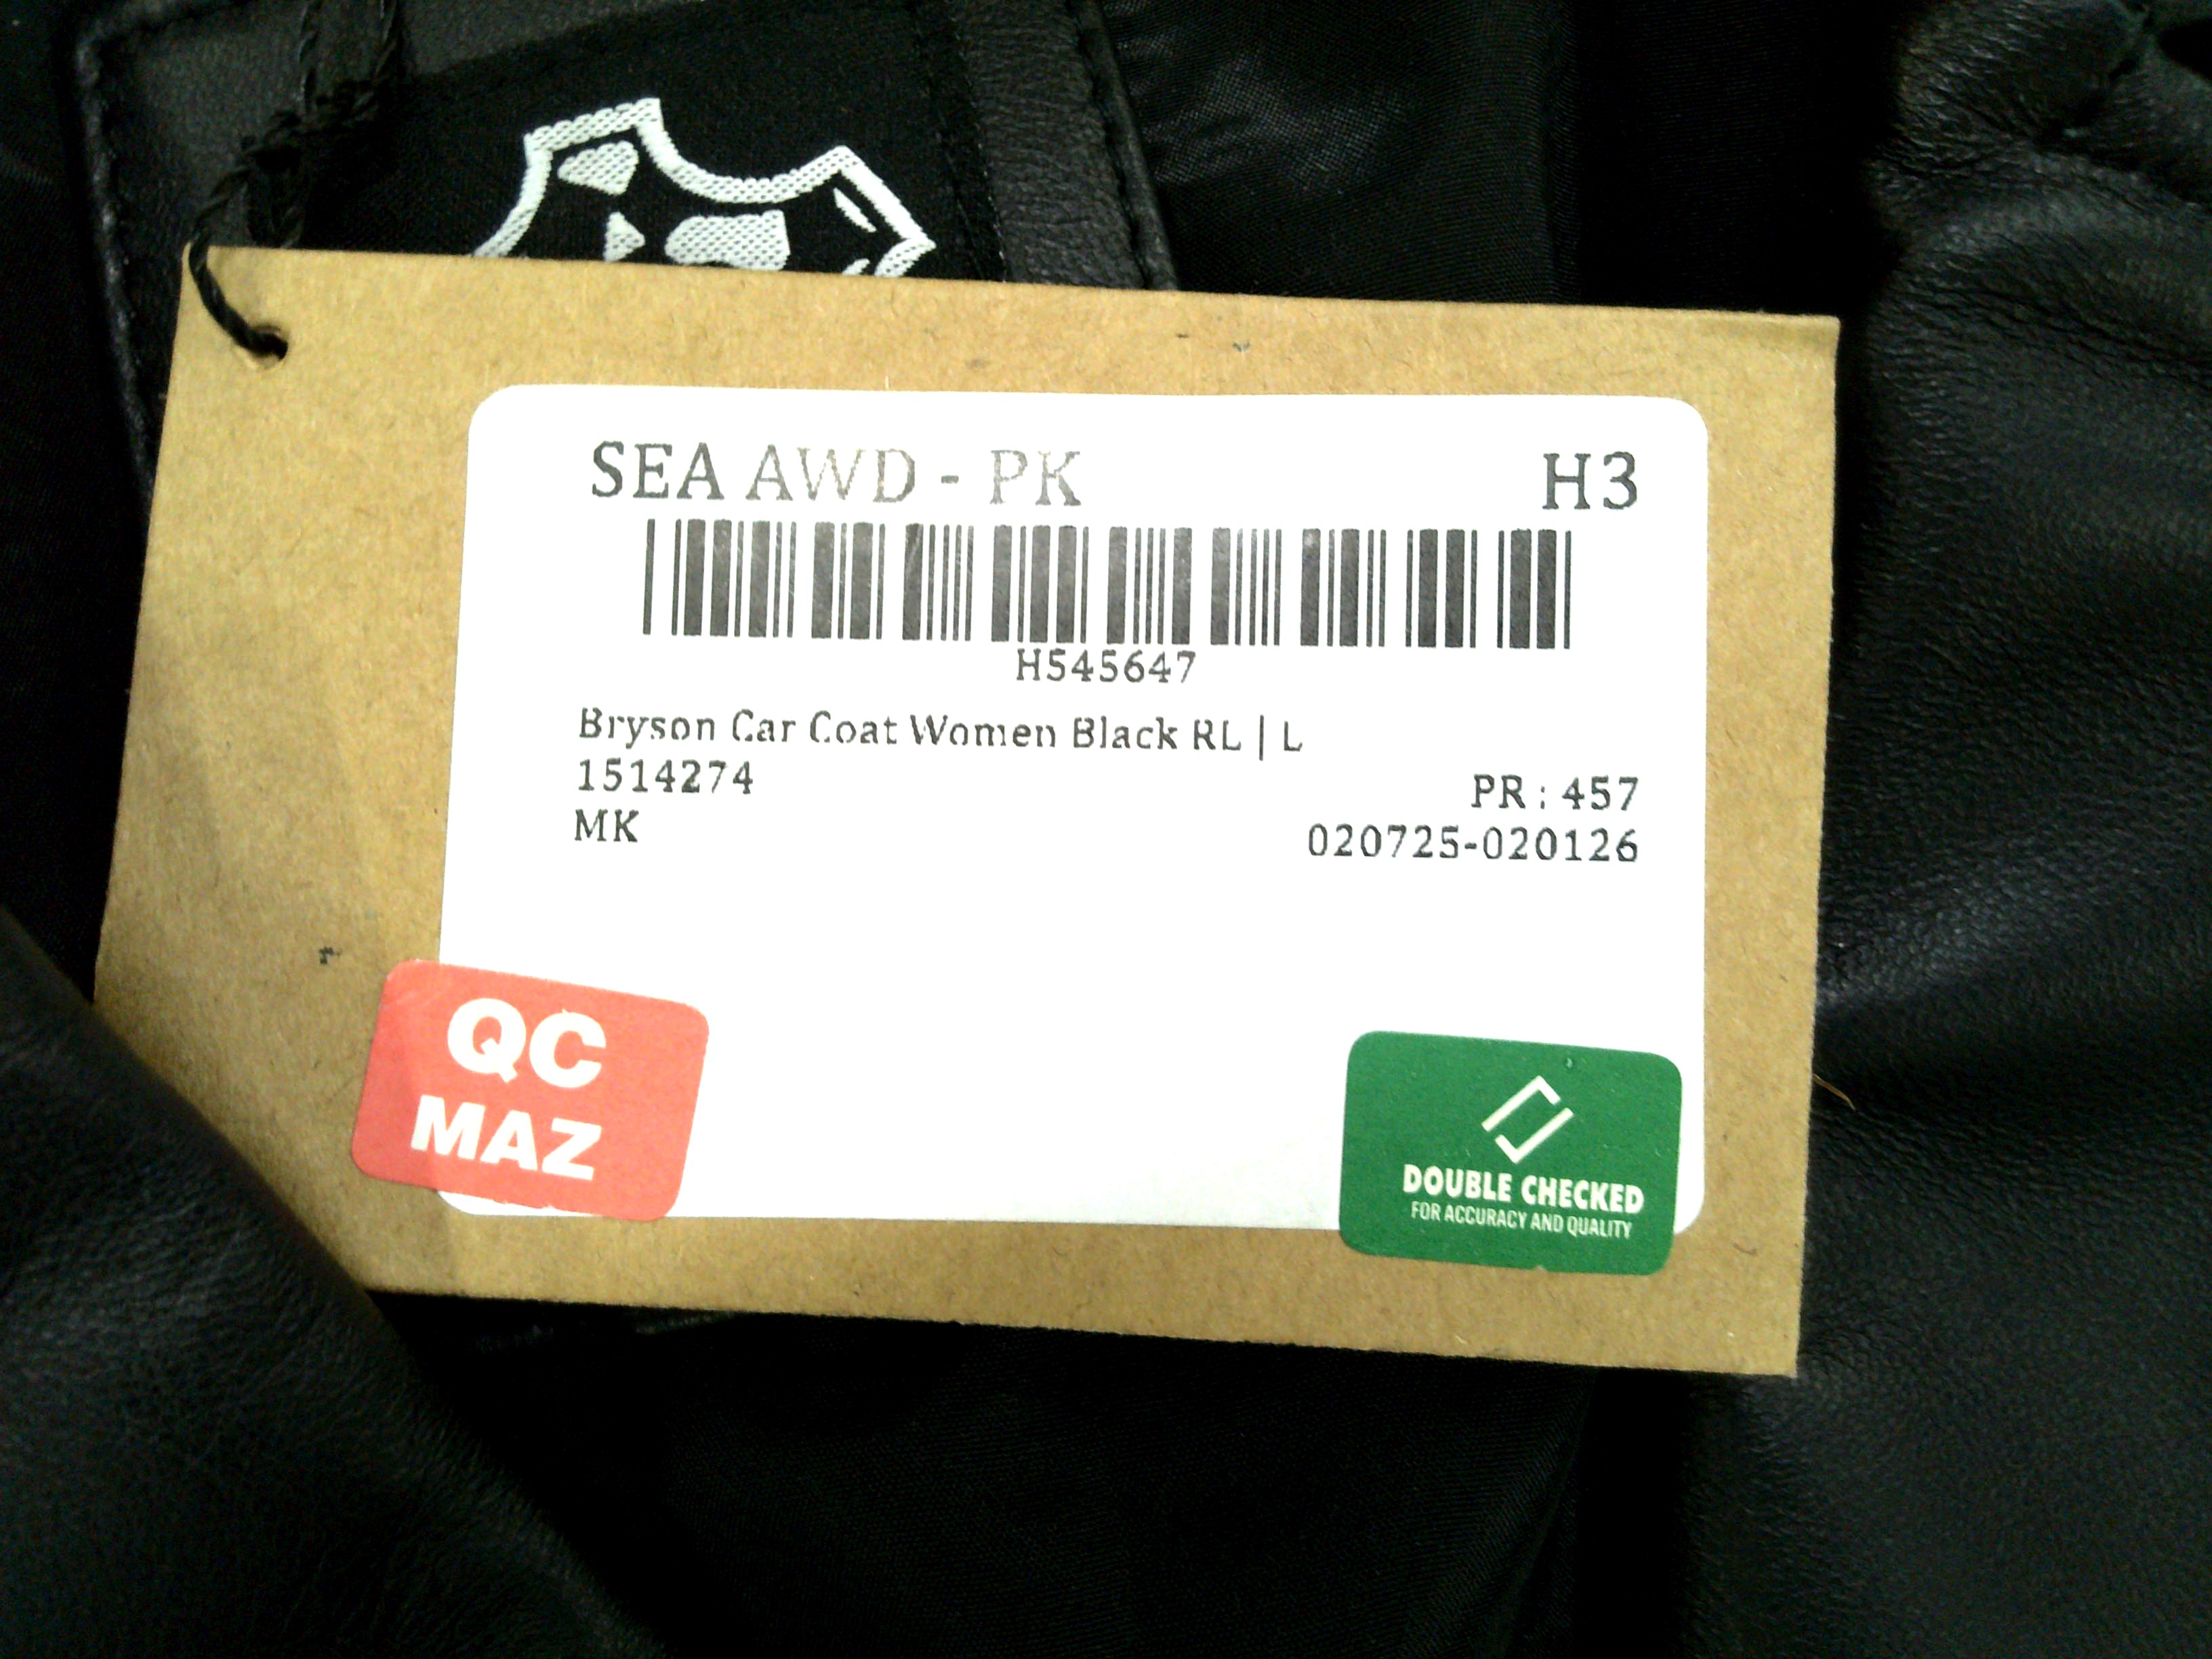 SEA AWD - PK H3
H545647
Bryson Car Coat Women Black RL | L
1514274 PR : 457
MK 020725-020126
QC
MAZ
DOUBLE CHECKED
FOR ACCURACY AND QUALITY